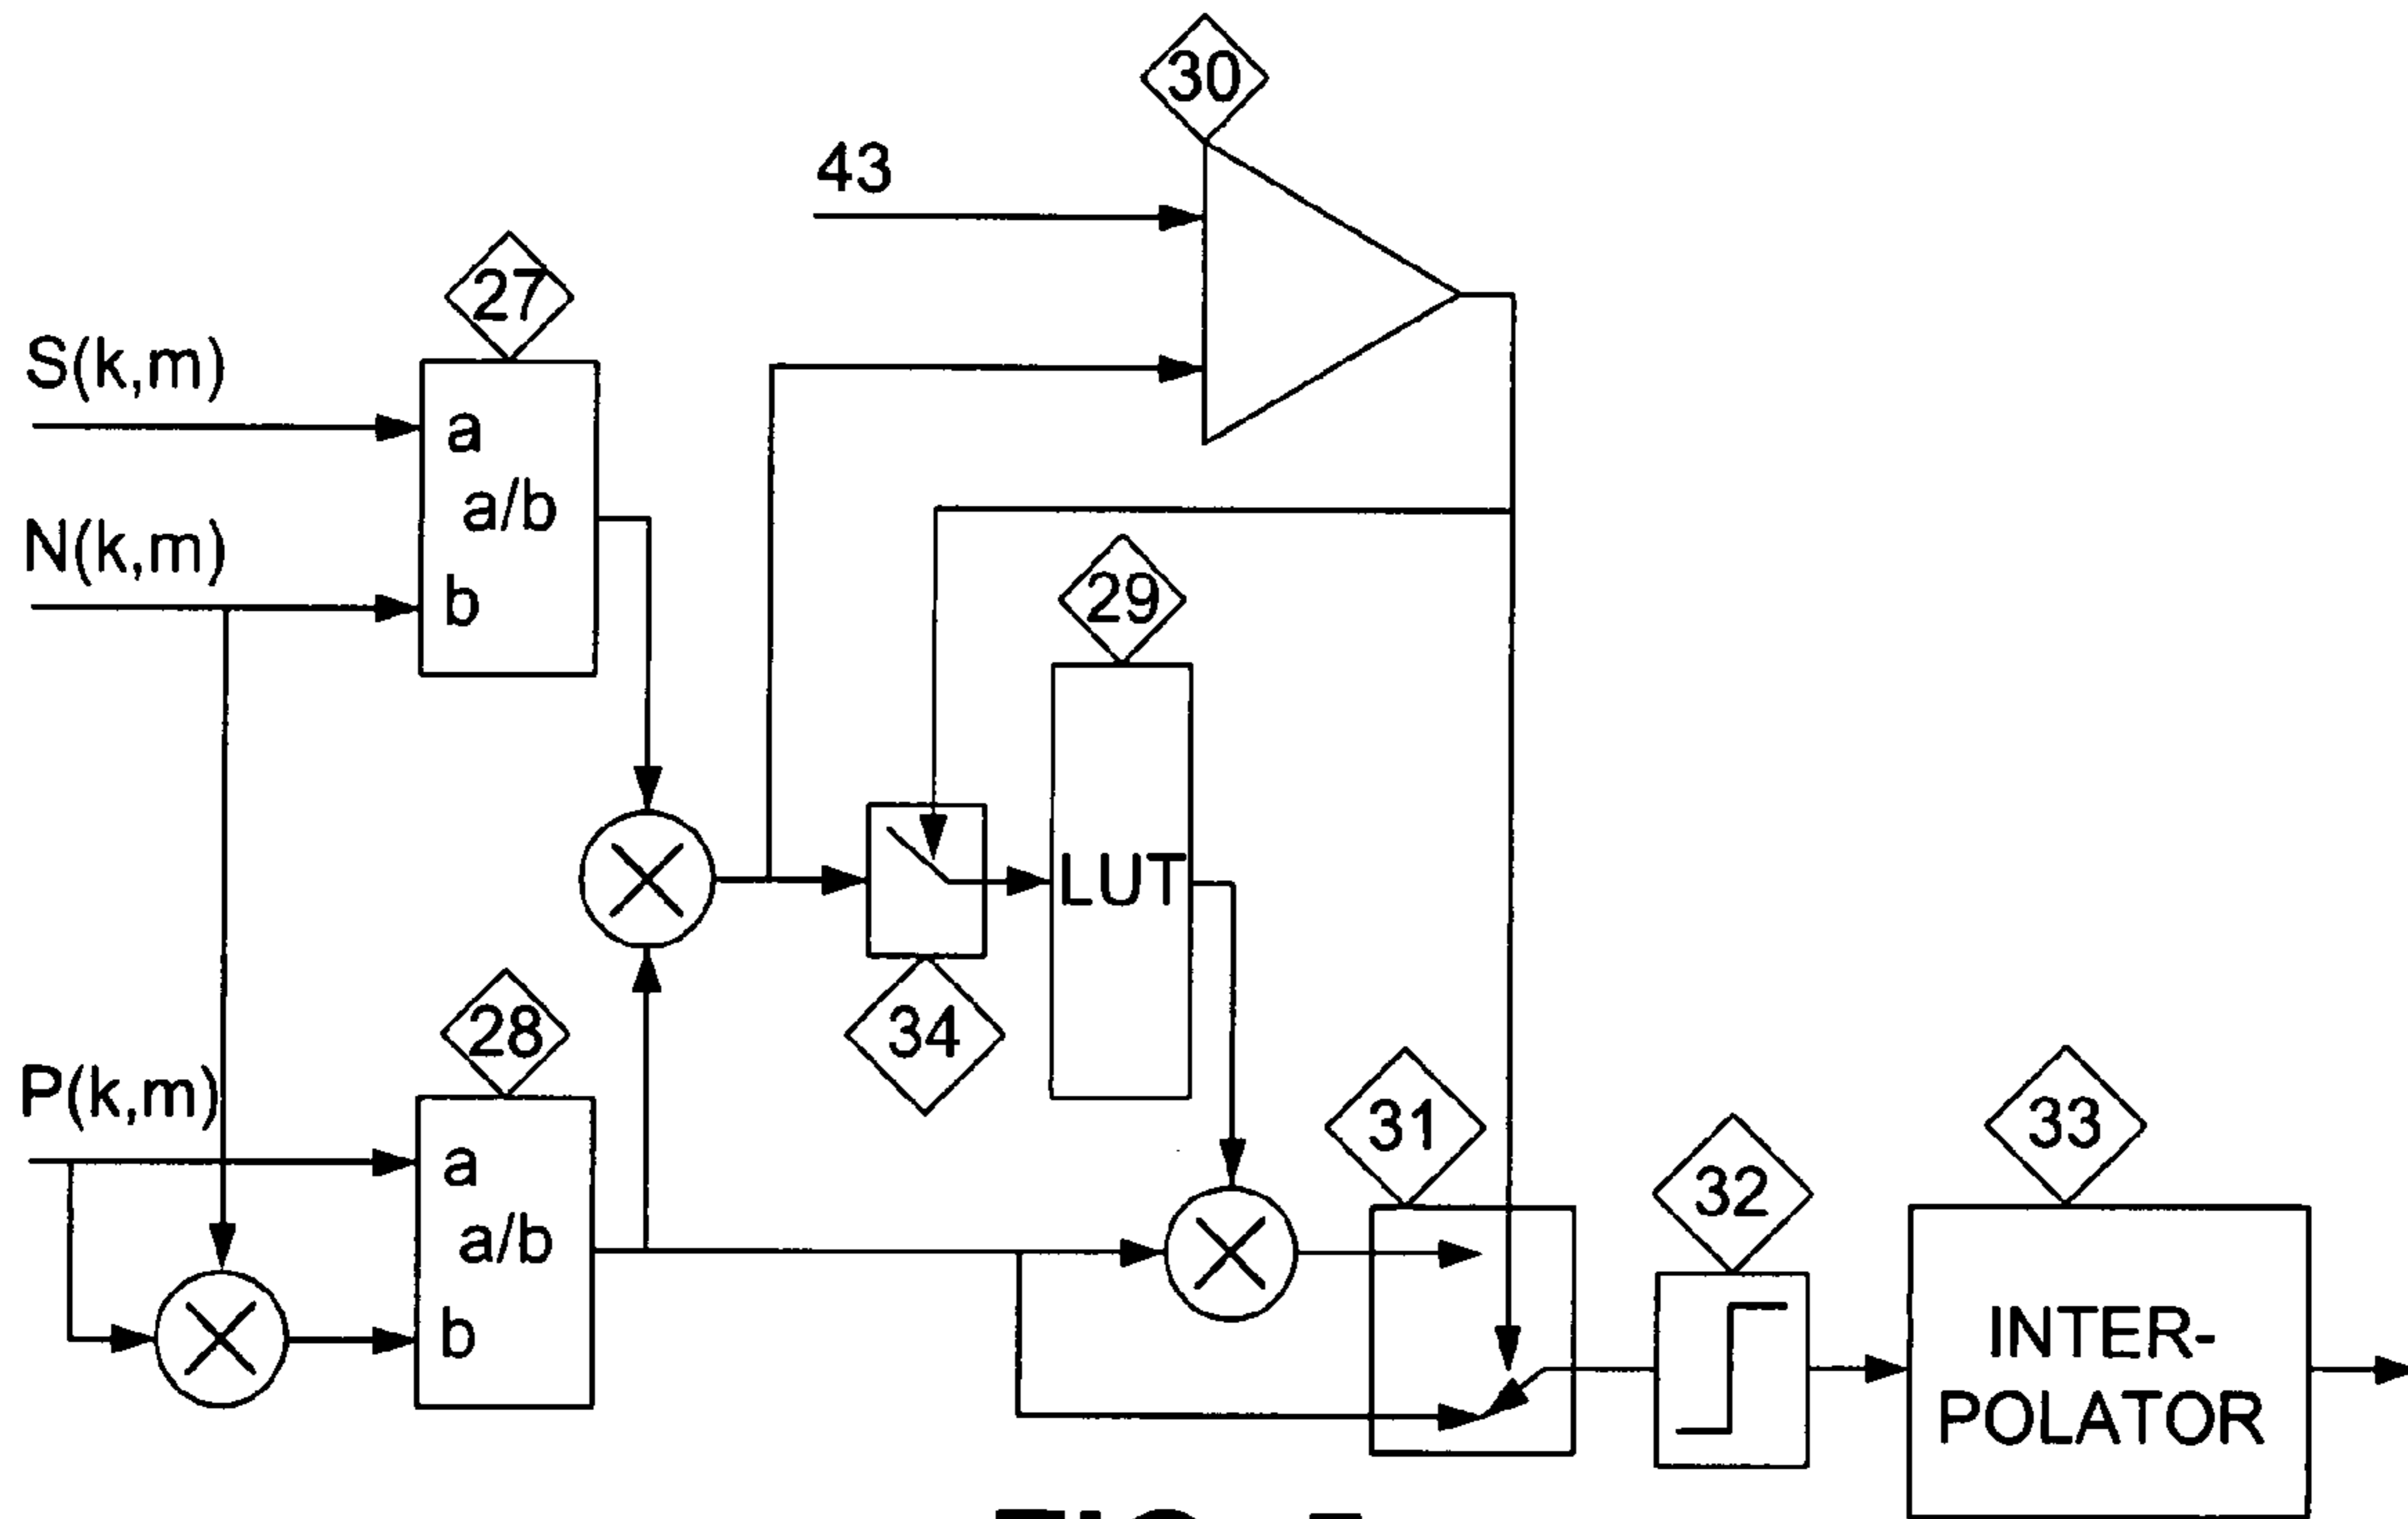 30
43
27
S(k,m)
a
a/b
N(k,m)
b
29
LUT
34
28
P(k,m)
a
a/b
b
31
32
33
INTER-
POLATOR